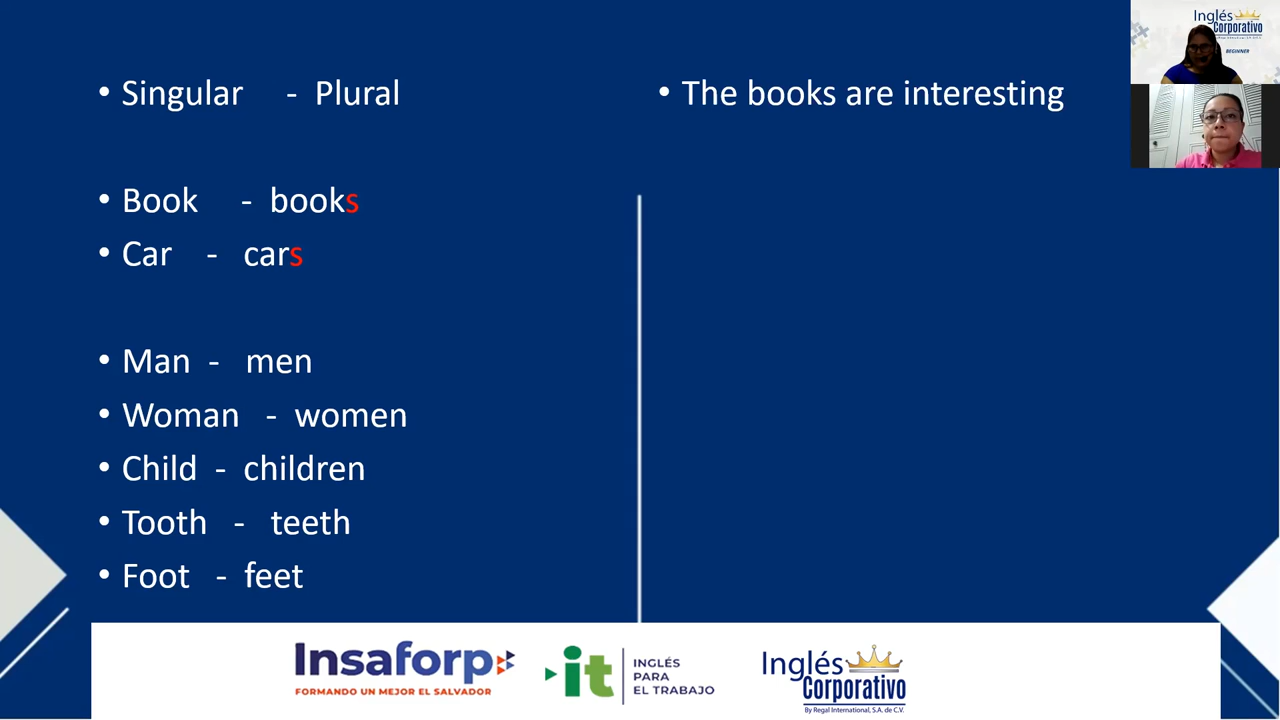 • Singular - Plural
• Book - books
• Car - cars
• Man - men
• Woman - women
• Child - children
• Tooth - teeth
• Foot - feet
• The books are interesting
Inglés
Corporativo
BEGINNER
Insaforp
FORMANDO UN MEJOR EL SALVADOR
it
INGLÉS
PARA
EL TRABAJO
Inglés
Corporativo
By Regal International, S.A. de C.V.